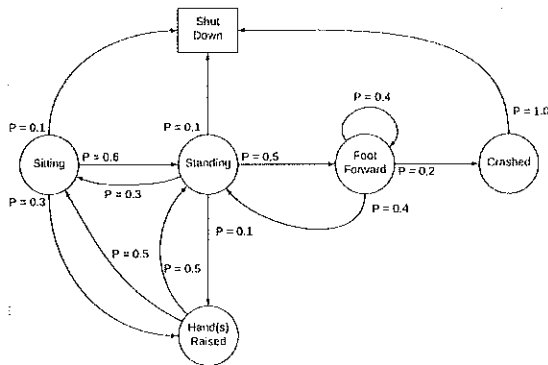 Shut
Down
P = 0.4
P = 1.0
P = 0.1
P = 0.1
Sitting
P = 0.6
Standing
P = 0.5
Foot
Forward
P = 0.2
Crashed
P = 0.3
P = 0.3
P = 0.4
P = 0.1
P = 0.5
P = 0.5
Hand(s)
Raised